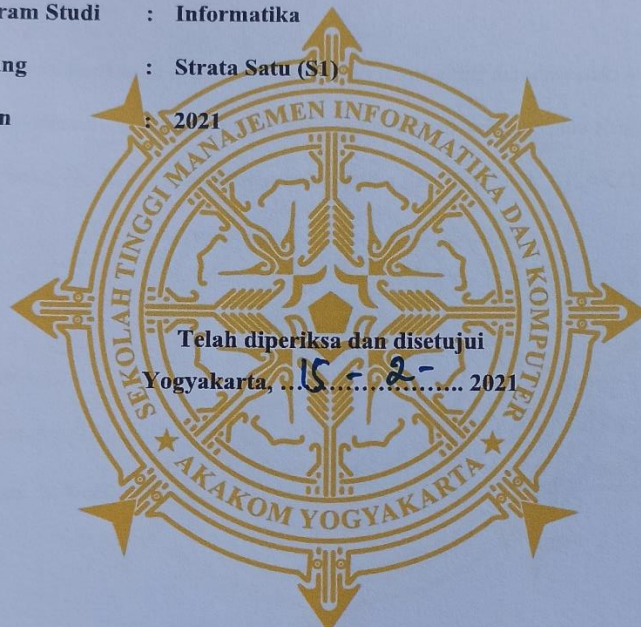 ram Studi : Informatika
ng : Strata Satu (S1)
n : 2021
SEKOLAH TINGGI MANAJEMEN INFORMATIKA DAN KOMPUTER
Telah diperiksa dan disetujui
Yogyakarta, ...15 - 2-....... 2021
★ AKAKOM YOGYAKARTA ★